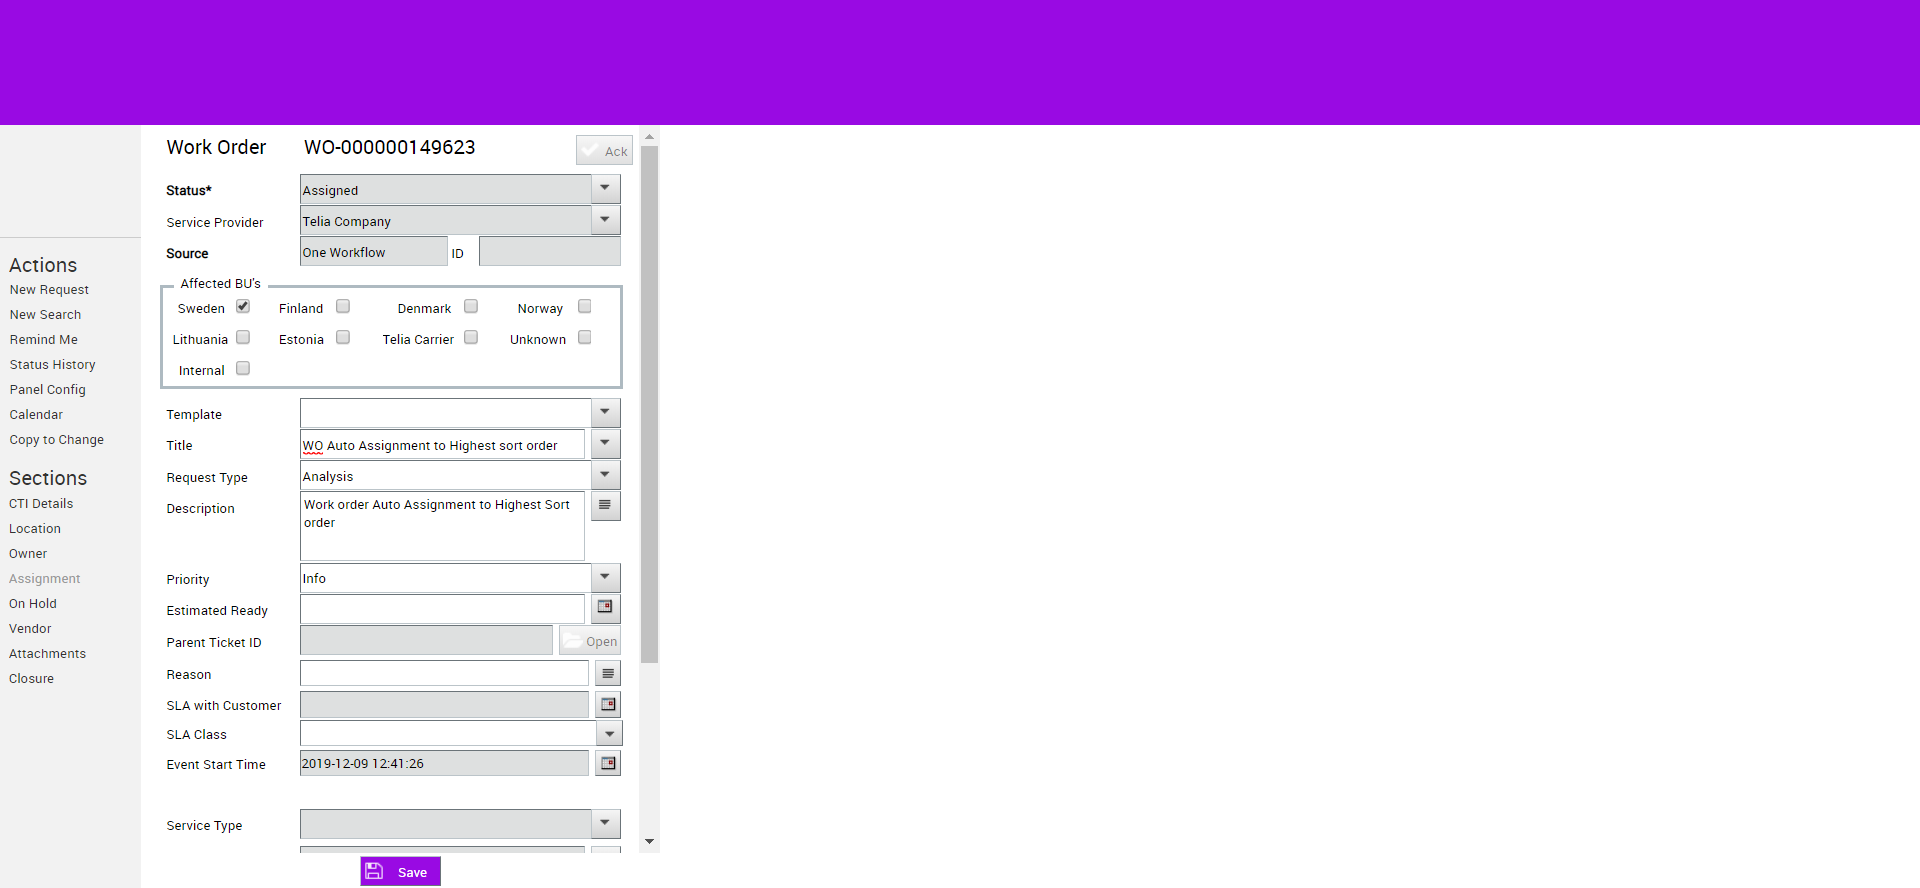 Work Order WO-000000149623 Ack
Status* Assigned
Service Provider Telia Company
Source One Workflow ID
Affected BU's
Sweden Finland Denmark Norway
Lithuania Estonia Telia Carrier Unknown
Internal
Template
Title WO Auto Assignment to Highest sort order
Request Type Analysis
Description Work order Auto Assignment to Highest Sort
order
Priority Info
Estimated Ready
Parent Ticket ID Open
Reason
SLA with Customer
SLA Class
Event Start Time 2019-12-09 12:41:26
Service Type
Save
Actions
New Request
New Search
Remind Me
Status History
Panel Config
Calendar
Copy to Change
Sections
CTI Details
Location
Owner
Assignment
On Hold
Vendor
Attachments
Closure